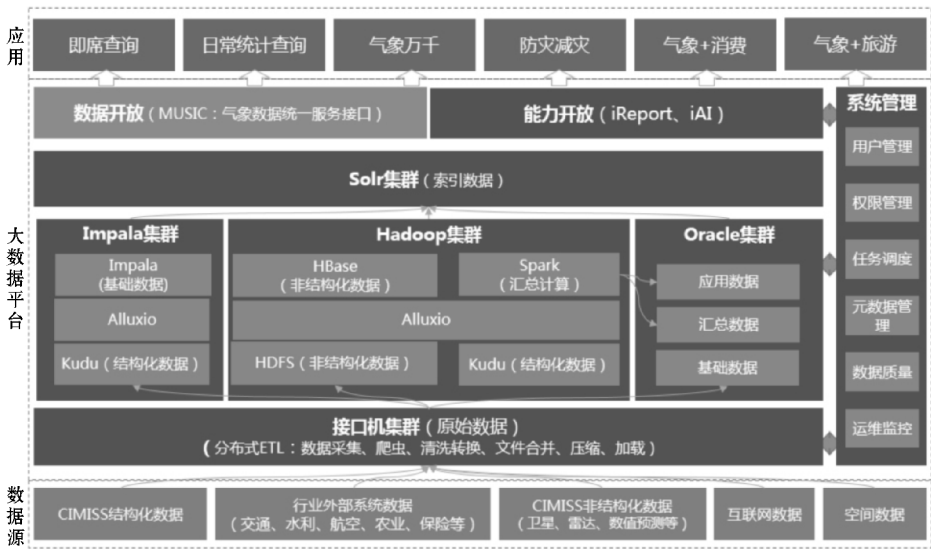 应用
即席查询
日常统计查询
气象万千
防灾减灾
气象+消费
气象+旅游
大数据平台
数据开放(MUSIC：气象数据统一服务接口)
能力开放(iReport、iAI)
系统管理
用户管理
权限管理
任务调度
元数据管
理
数据质量
运维监控
Solr集群(索引数据)
Impala集群
Impala
(基础数据)
Alluxio
Kudu(结构化数据)
Hadoop集群
HBase
(非结构化数据)
Spark
(汇总计算)
Alluxio
HDFS(非结构化数据)
Kudu(结构化数据)
Oracle集群
应用数据
汇总数据
基础数据
接口机集群(原始数据)
(分布式ETL：数据采集、爬虫、清洗转换、文件合并、压缩、加载)
数据源
CIMISS结构化数据
行业外部系统数据
(交通、水利、航空、农业、保险等)
CIMISS非结构化数据
(卫星、雷达、数值预测等)
互联网数据
空间数据